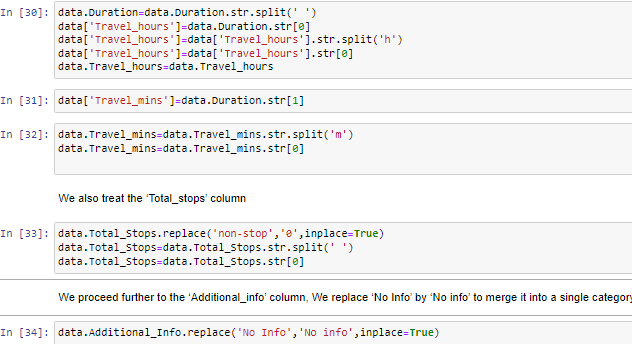 In [30]: data.Duration=data.Duration.str.split(' ')
data['Travel_hours']=data.Duration.str[0]
data['Travel_hours']=data['Travel_hours'].str.split('h')
data['Travel_hours']=data['Travel_hours'].str[0]
data.Travel_hours=data.Travel_hours
In [31]: data['Travel_mins']=data.Duration.str[1]
In [32]: data.Travel_mins=data.Travel_mins.str.split('m')
data.Travel_mins=data.Travel_mins.str[0]
We also treat the ‘Total_stops’ column
In [33]: data.Total_Stops.replace('non-stop','0',inplace=True)
data.Total_Stops=data.Total_Stops.str.split(' ')
data.Total_Stops=data.Total_Stops.str[0]
We proceed further to the ‘Additional_info’ column, We replace ‘No Info’ by ‘No info’ to merge it into a single category
In [34]: data.Additional_Info.replace('No Info','No info',inplace=True)